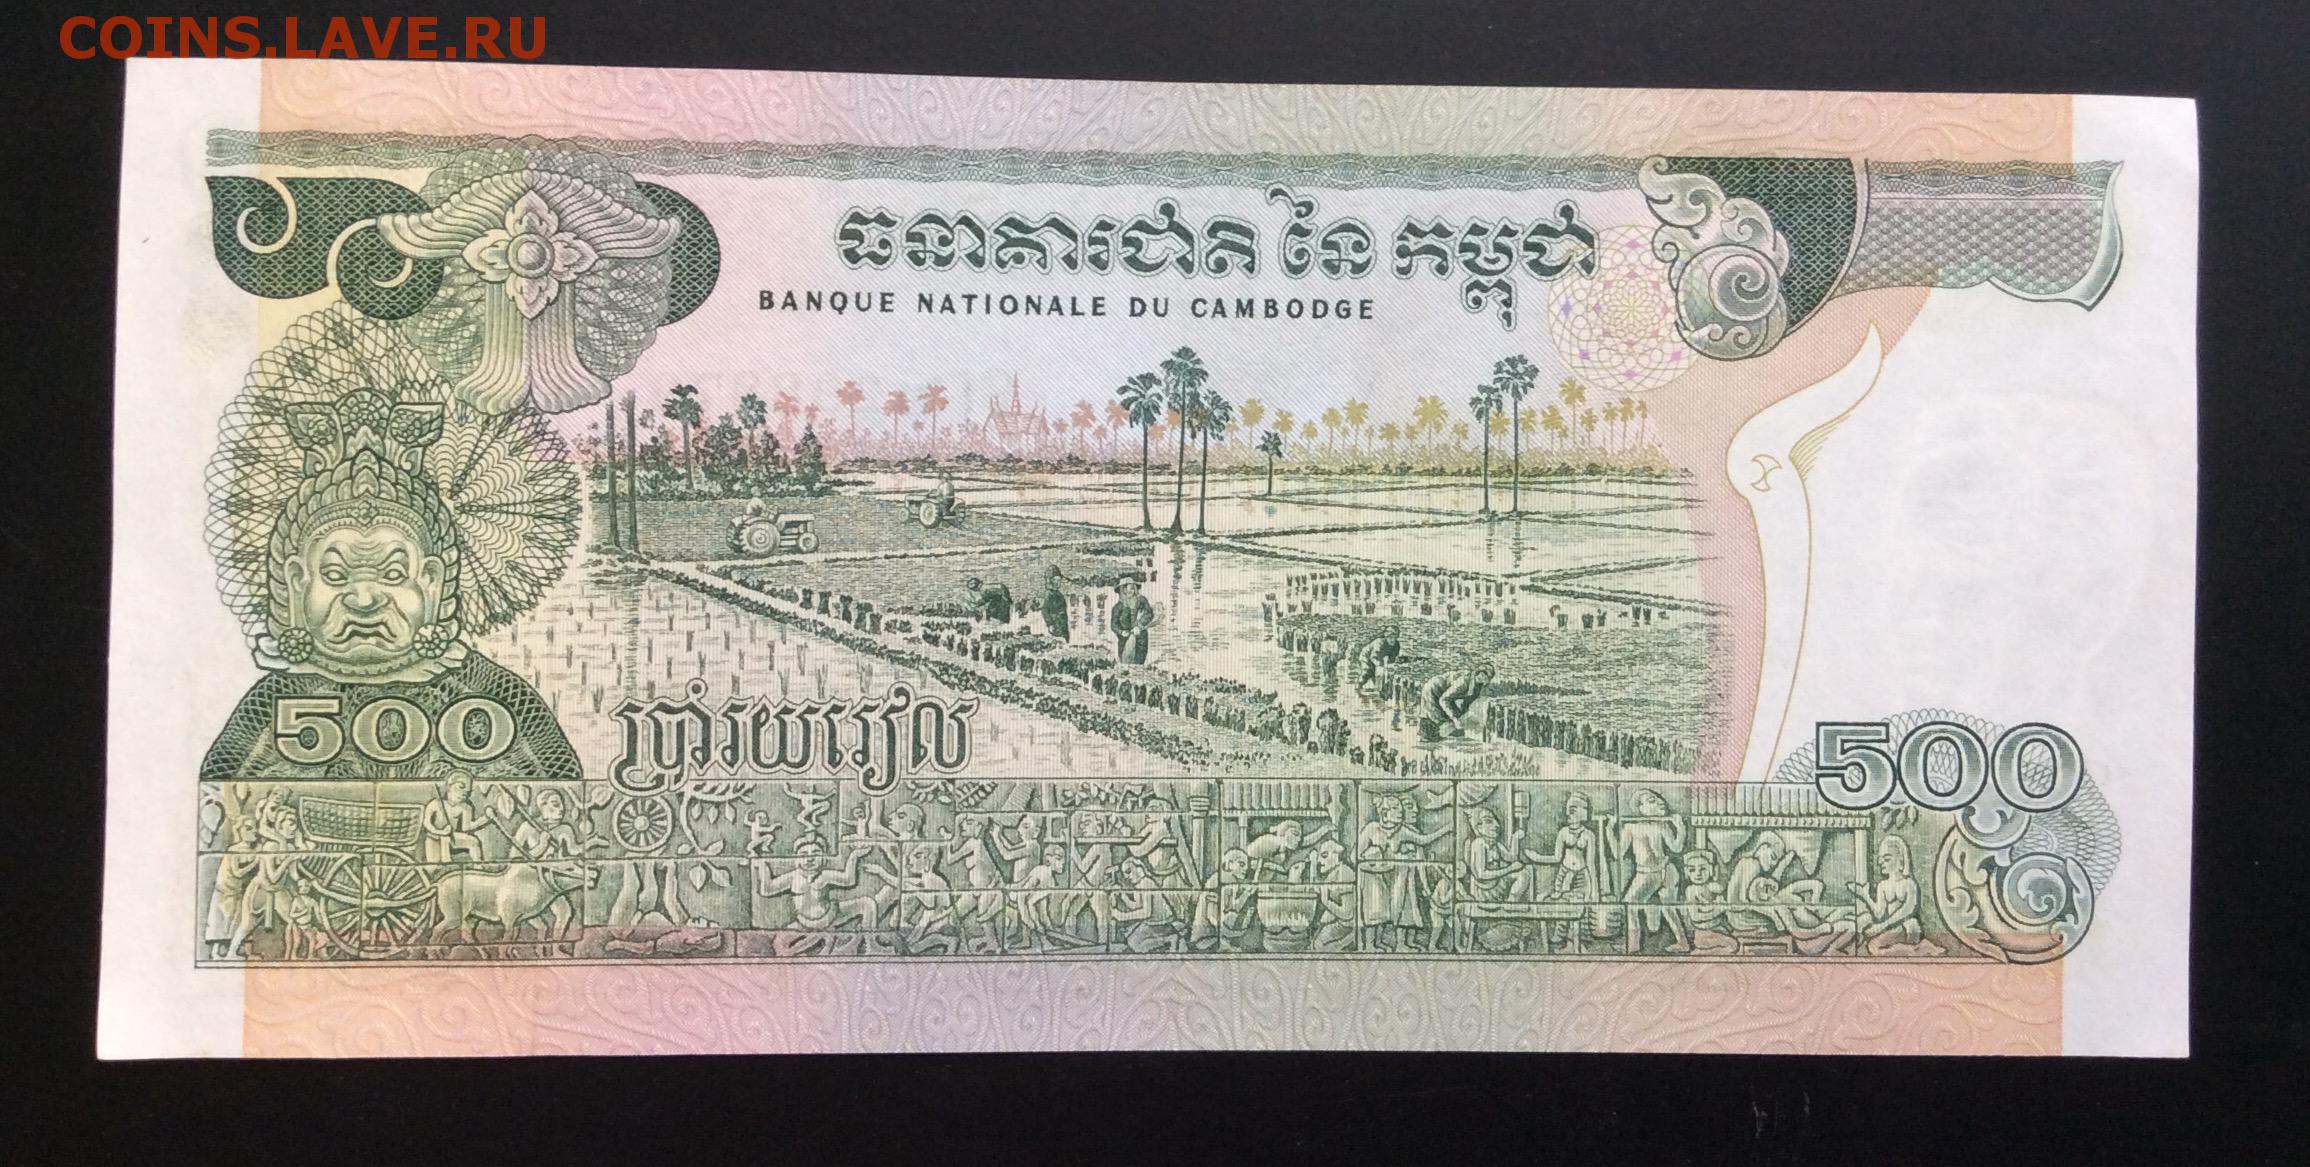 COINS.LAVE.RU
ធនាគារជាតិ នៃ កម្ពុជា
BANQUE NATIONALE DU CAMBODGE
500
ប្រាំរយរៀល
500